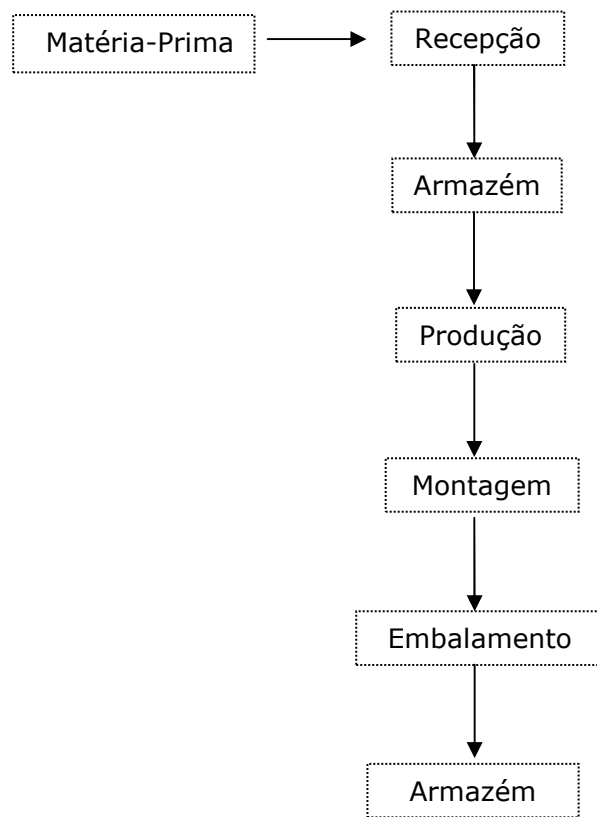 Matéria-Prima
Recepção
Armazém
Produção
Montagem
Embalamento
Armazém